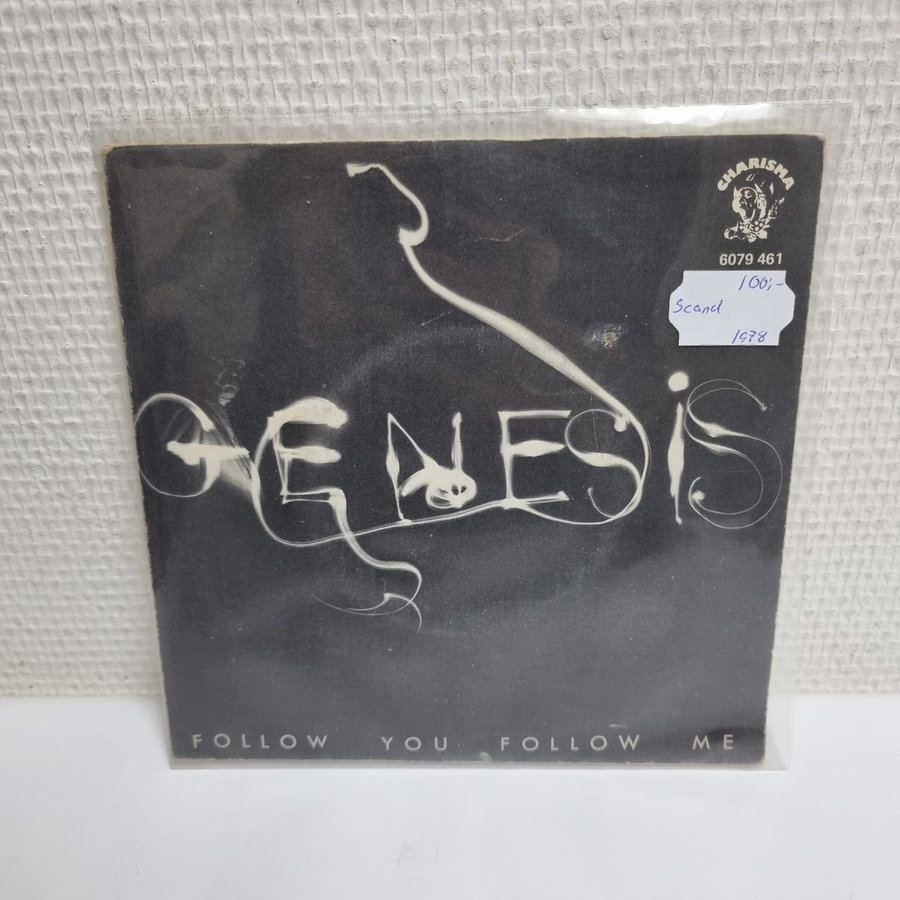 CHARISMA
6079 461
100,-
Scand
1978
GENESIS
FOLLOW YOU FOLLOW ME